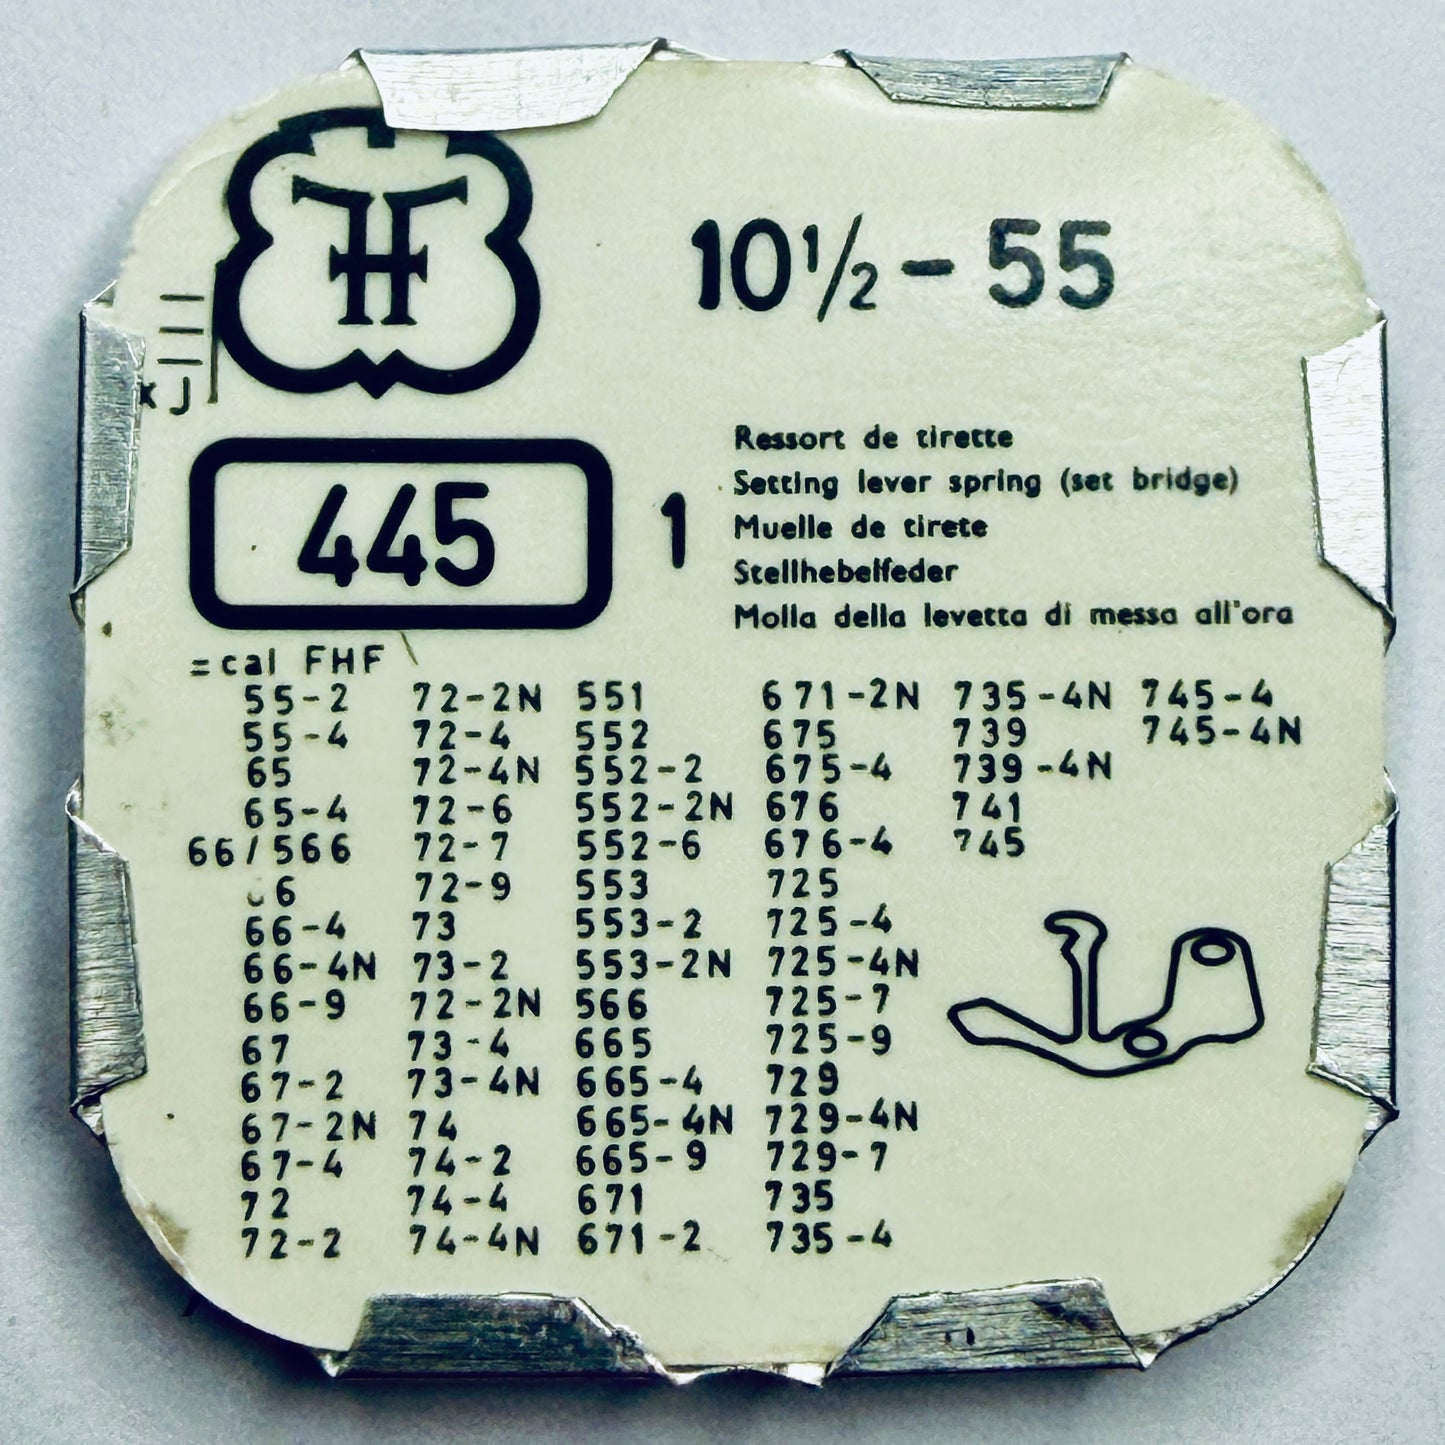 FH
10½-55
xJ
445
1
Ressort de tirette
Setting lever spring (set bridge)
Muelle de tirete
Stellhebelfeder
Molla della levetta di messa all'ora
=cal FHF
55-2 72-2N 551 671-2N 735-4N 745-4
55-4 72-4 552 675 739 745-4N
65 72-4N 552-2 675-4 739-4N
65-4 72-6 552-2N 676 741
66/566 72-7 552-6 676-4 745
6 72-9 553 725
66-4 73 553-2 725-4
66-4N 73-2 553-2N 725-4N
66-9 72-2N 566 725-7
67 73-4 665 725-9
67-2 73-4N 665-4 729
67-2N 74 665-4N 729-4N
67-4 74-2 665-9 729-7
72 74-4 671 735
72-2 74-4N 671-2 735-4